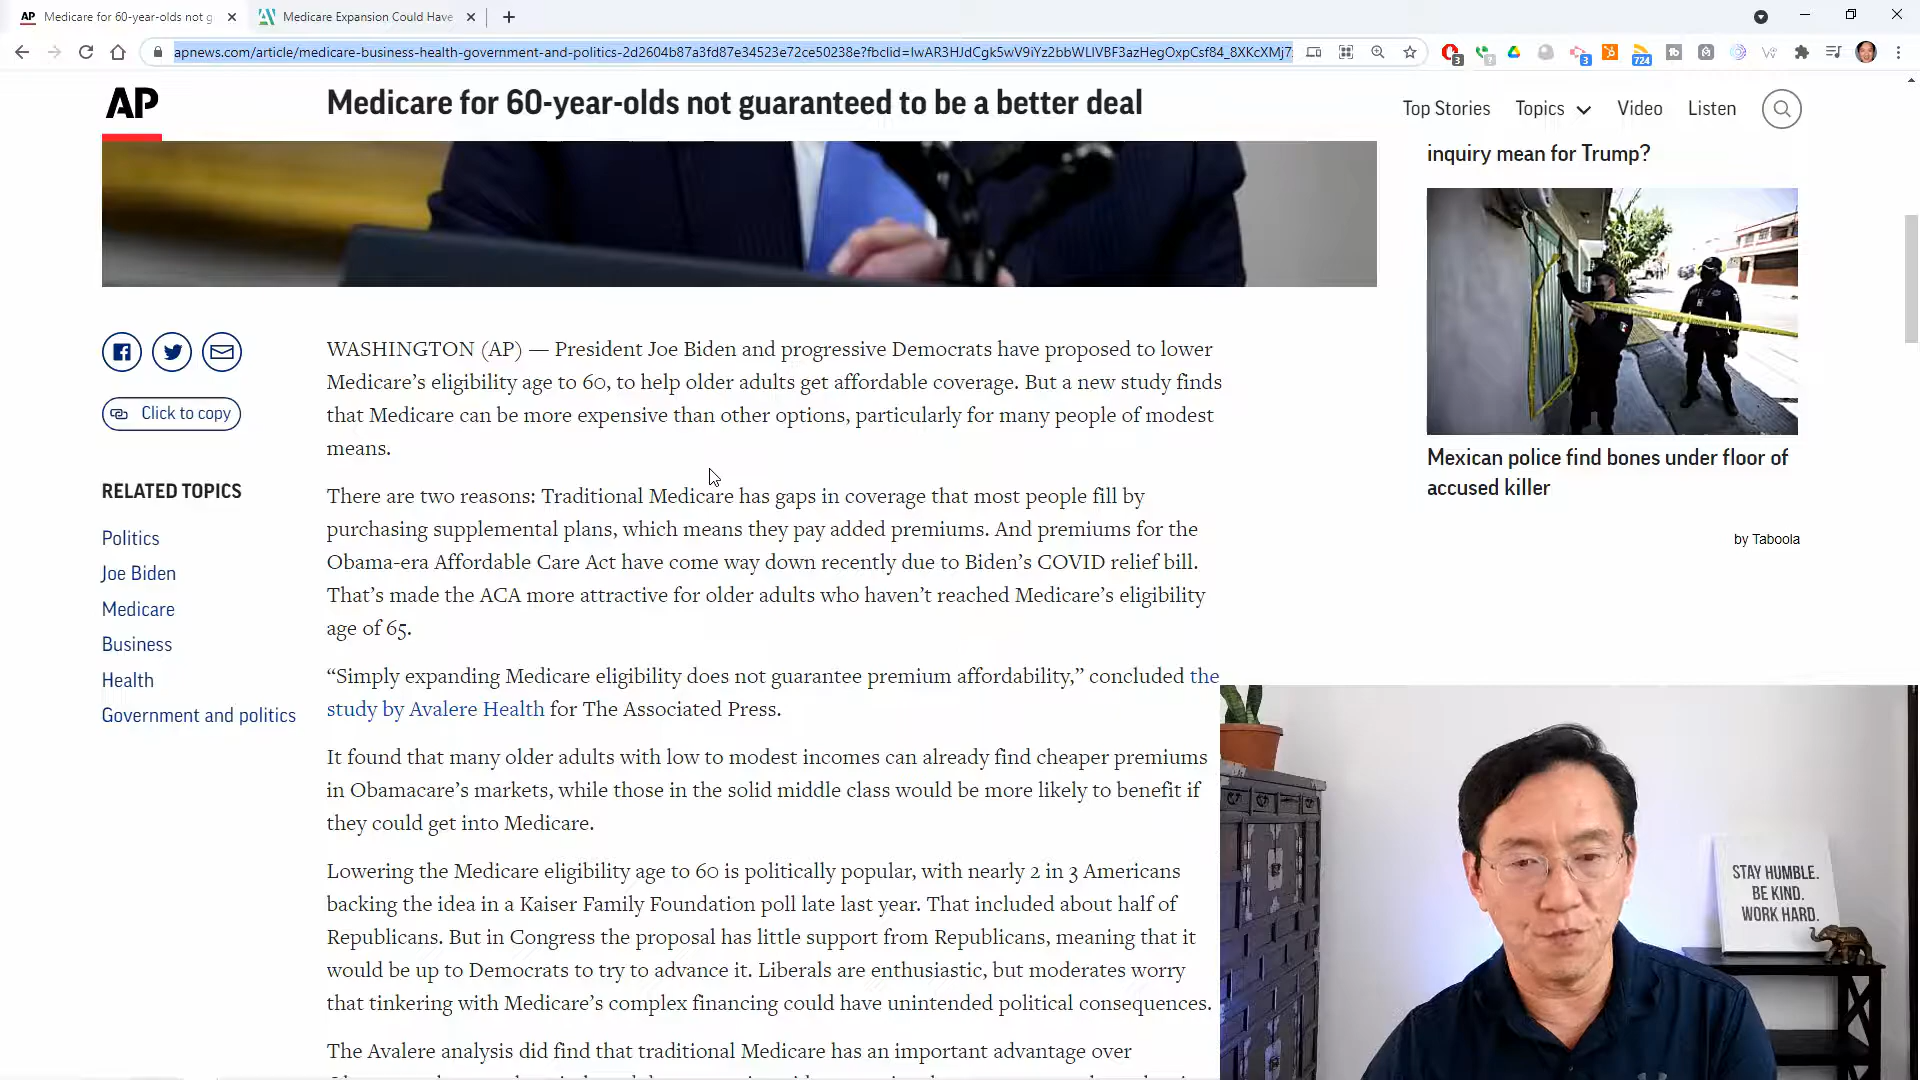 AP Medicare for 60-year-olds not g
Medicare Expansion Could Have
apnews.com/article/medicare-business-health-government-and-politics-2d2604b87a3fd87e34523e72ce50238e?fbclid=IwAR3HJdCgk5wV9iYz2bbWLlVBF3azHegOxpCsf84_8XKcXMj7
3
?
3
724
AP
Medicare for 60-year-olds not guaranteed to be a better deal
Top Stories Topics Video Listen
inquiry mean for Trump?
Mexican police find bones under floor of
accused killer
by Taboola
Click to copy
RELATED TOPICS
Politics
Joe Biden
Medicare
Business
Health
Government and politics
WASHINGTON (AP) — President Joe Biden and progressive Democrats have proposed to lower
Medicare’s eligibility age to 60, to help older adults get affordable coverage. But a new study finds
that Medicare can be more expensive than other options, particularly for many people of modest
means.
There are two reasons: Traditional Medicare has gaps in coverage that most people fill by
purchasing supplemental plans, which means they pay added premiums. And premiums for the
Obama-era Affordable Care Act have come way down recently due to Biden’s COVID relief bill.
That’s made the ACA more attractive for older adults who haven’t reached Medicare’s eligibility
age of 65.
“Simply expanding Medicare eligibility does not guarantee premium affordability,” concluded the
study by Avalere Health for The Associated Press.
It found that many older adults with low to modest incomes can already find cheaper premiums
in Obamacare’s markets, while those in the solid middle class would be more likely to benefit if
they could get into Medicare.
Lowering the Medicare eligibility age to 60 is politically popular, with nearly 2 in 3 Americans
backing the idea in a Kaiser Family Foundation poll late last year. That included about half of
Republicans. But in Congress the proposal has little support from Republicans, meaning that it
would be up to Democrats to try to advance it. Liberals are enthusiastic, but moderates worry
that tinkering with Medicare’s complex financing could have unintended political consequences.
The Avalere analysis did find that traditional Medicare has an important advantage over
STAY HUMBLE.
BE KIND.
WORK HARD.